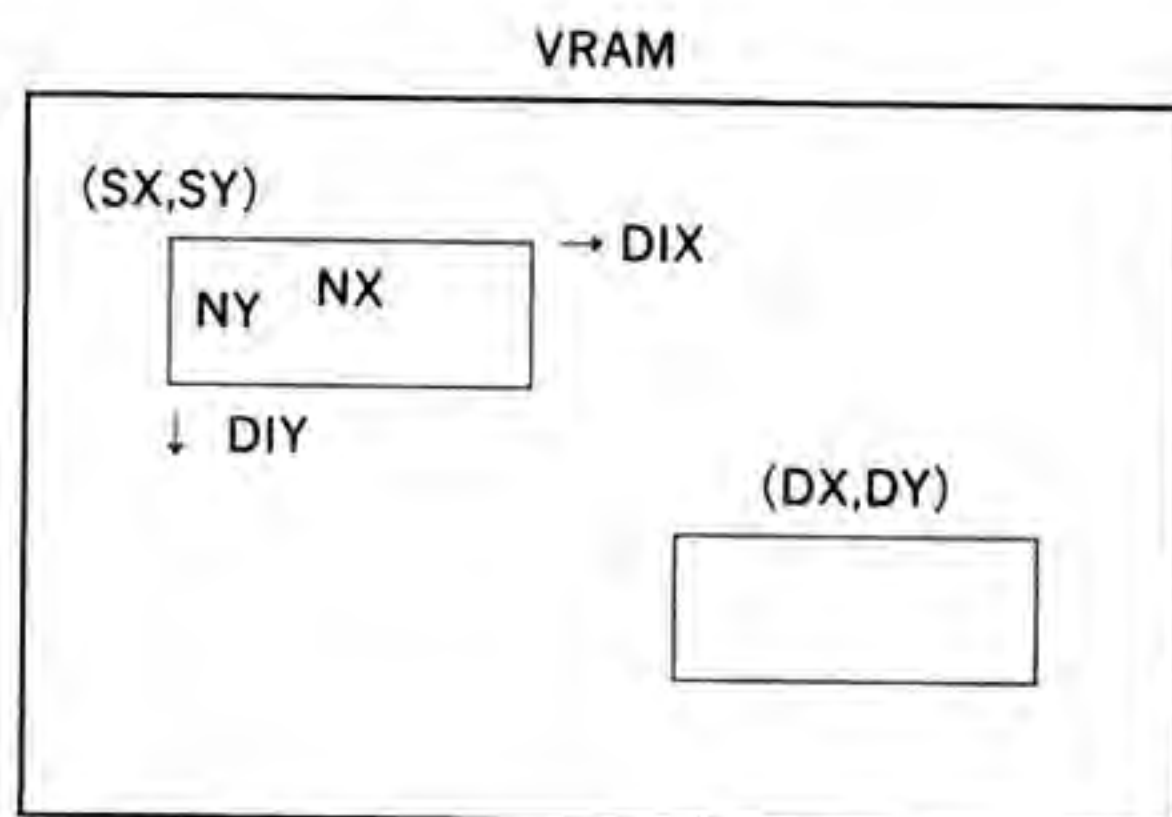 VRAM
(SX,SY)
→ DIX
NY NX
↓ DIY
(DX,DY)